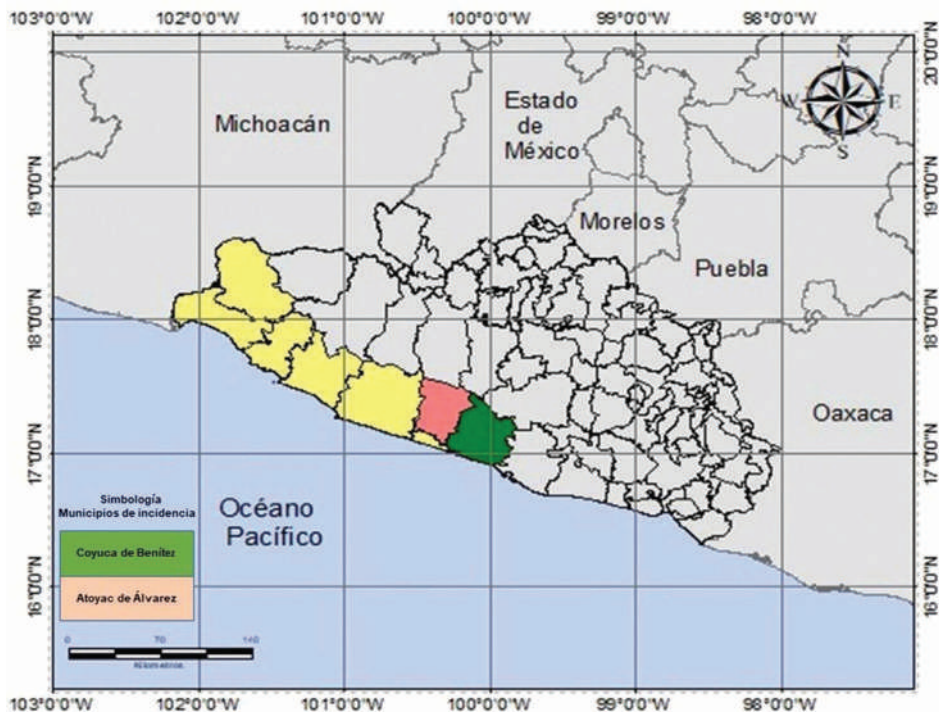 103°0'0"W 102°0'0"W 101°0'0"W 100°0'0"W 99°0'0"W 98°0'0"W
20°0'0"N
N
W E
S
Estado
de
México
Michoacán
19°0'0"N 19°0'0"N
Morelos
Puebla
18°0'0"N 18°0'0"N
Oaxaca
17°0'0"N 17°0'0"N
Simbología
Municipios de incidencia
Océano
Pacífico
Coyuca de Benítez
Atoyac de Álvarez
16°0'0"N 16°0'0"N
0 70 140
Kilometros
103°0'0"W 102°0'0"W 101°0'0"W 100°0'0"W 99°0'0"W 98°0'0"W